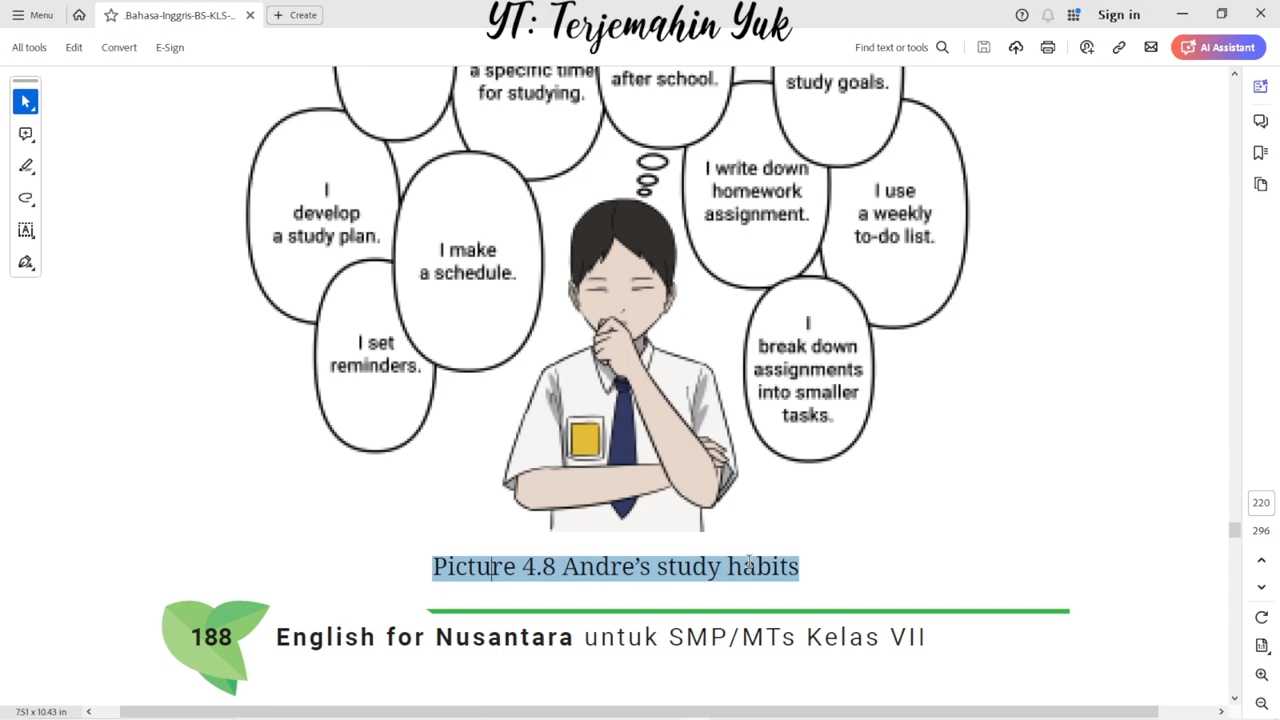 Menu
.Bahasa-Inggris-BS-KLS-...
Create
YT: Terjemahin Yuk
Sign in
All tools
Edit
Convert
E-Sign
Find text or tools
AI Assistant
a specific time
for studying.
after school.
study goals.
I
develop
a study plan.
I make
a schedule.
I set
reminders.
I write down
homework
assignment.
I use
a weekly
to-do list.
I
break down
assignments
into smaller
tasks.
Picture 4.8 Andre's study habits
188 English for Nusantara untuk SMP/MTs Kelas VII
220
296
7.51 x 10.43 in